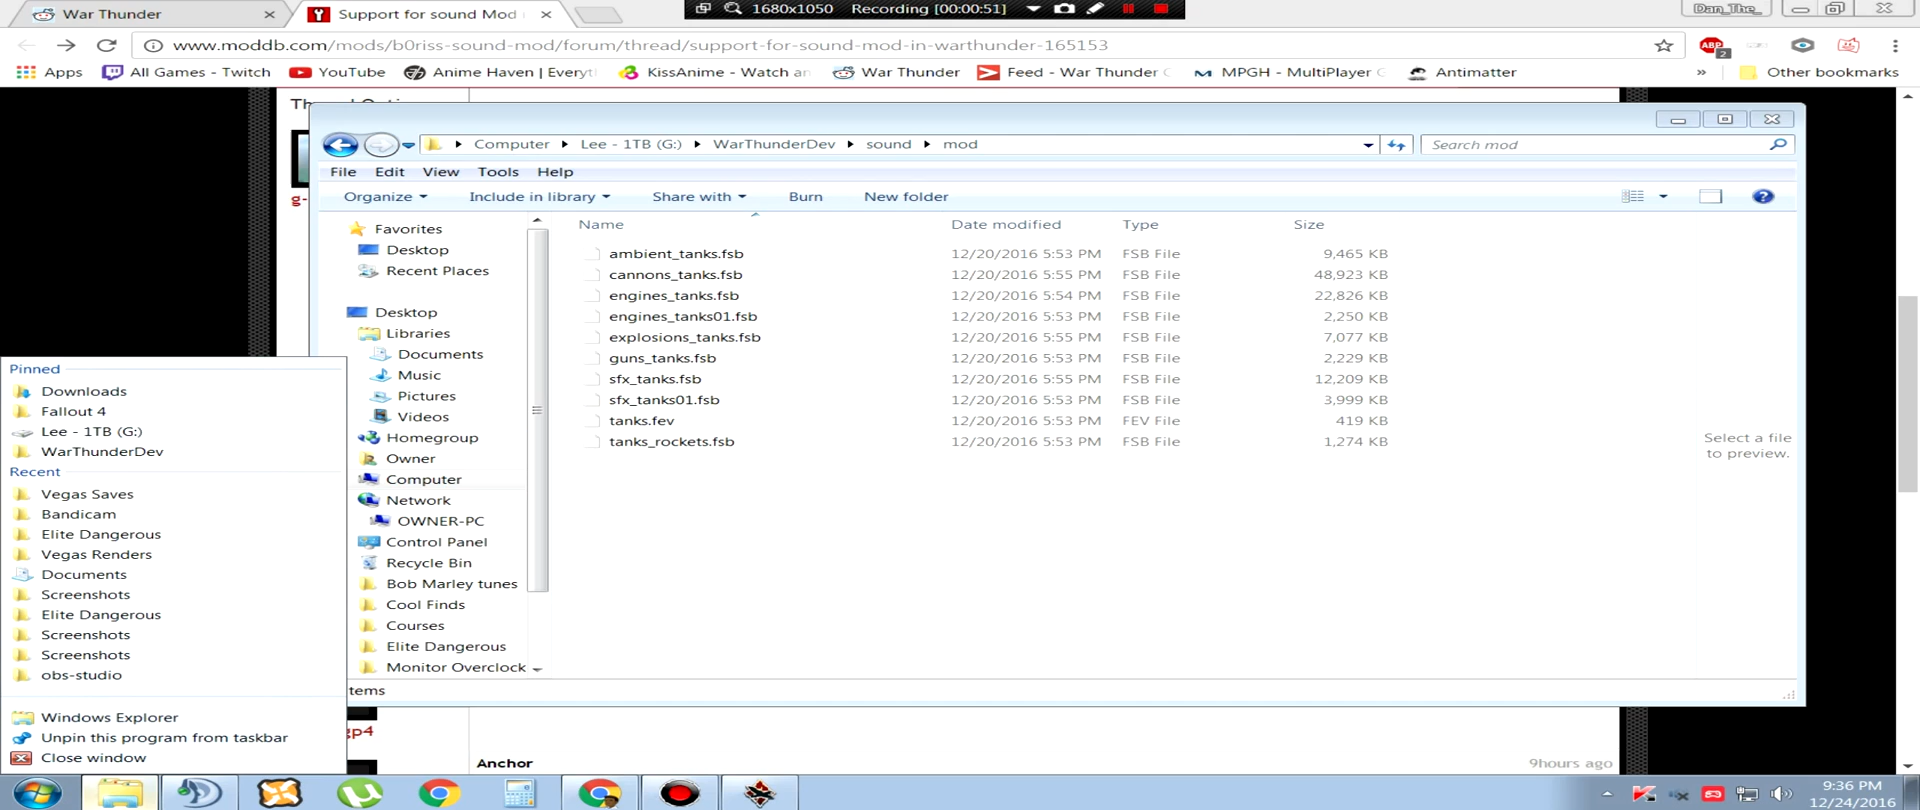 War Thunder
Support for sound Mod
1680x1050 Recording [00:00:51]
Dan_The_
www.moddb.com/mods/b0riss-sound-mod/forum/thread/support-for-sound-mod-in-warthunder-165153
ABP
2
Apps
All Games - Twitch
YouTube
Anime Haven | Everyt
KissAnime - Watch an
War Thunder
Feed - War Thunder
MPGH - MultiPlayer
Antimatter
»
Other bookmarks
Computer
Lee - 1TB (G:)
WarThunderDev
sound
mod
Search mod
File
Edit
View
Tools
Help
Organize
Include in library
Share with
Burn
New folder
Name
Date modified
Type
Size
ambient_tanks.fsb 12/20/2016 5:53 PM FSB File 9,465 KB
cannons_tanks.fsb 12/20/2016 5:55 PM FSB File 48,923 KB
engines_tanks.fsb 12/20/2016 5:54 PM FSB File 22,826 KB
engines_tanks01.fsb 12/20/2016 5:53 PM FSB File 2,250 KB
explosions_tanks.fsb 12/20/2016 5:55 PM FSB File 7,077 KB
guns_tanks.fsb 12/20/2016 5:53 PM FSB File 2,229 KB
sfx_tanks.fsb 12/20/2016 5:55 PM FSB File 12,209 KB
sfx_tanks01.fsb 12/20/2016 5:53 PM FSB File 3,999 KB
tanks.fev 12/20/2016 5:53 PM FEV File 419 KB
tanks_rockets.fsb 12/20/2016 5:53 PM FSB File 1,274 KB
Select a file
to preview.
Favorites
Desktop
Recent Places
Desktop
Libraries
Documents
Music
Pictures
Videos
Homegroup
Owner
Computer
Network
OWNER-PC
Control Panel
Recycle Bin
Bob Marley tunes
Cool Finds
Courses
Elite Dangerous
Monitor Overclock
tems
Pinned
Downloads
Fallout 4
Lee - 1TB (G:)
WarThunderDev
Recent
Vegas Saves
Bandicam
Elite Dangerous
Vegas Renders
Documents
Screenshots
Elite Dangerous
Screenshots
Screenshots
obs-studio
Windows Explorer
Unpin this program from taskbar
Close window
g-
gp4
Anchor
9hours ago
9:36 PM
12/24/2016